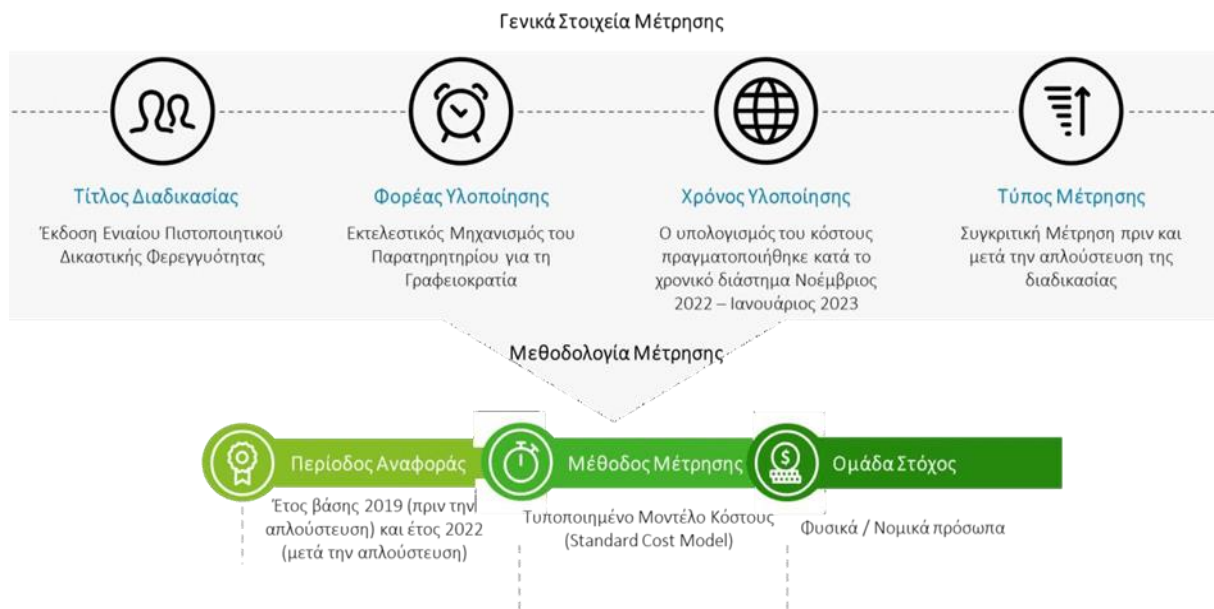 Γενικά Στοιχεία Μέτρησης
Τίτλος Διαδικασίας
Έκδοση Ενιαίου Πιστοποιητικού
Δικαστικής Φερεγγυότητας
Φορέας Υλοποίησης
Εκτελεστικός Μηχανισμός του
Παρατηρητηρίου για τη
Γραφειοκρατία
Χρόνος Υλοποίησης
Ο υπολογισμός του κόστους
πραγματοποιήθηκε κατά το
χρονικό διάστημα Νοέμβριος
2022 – Ιανουάριος 2023
Τύπος Μέτρησης
Συγκριτική Μέτρηση πριν και
μετά την απλούστευση της
διαδικασίας
Μεθοδολογία Μέτρησης
Περίοδος Αναφοράς
Έτος βάσης 2019 (πριν την
απλούστευση) και έτος 2022
(μετά την απλούστευση)
Μέθοδος Μέτρησης
Τυποποιημένο Μοντέλο Κόστους
(Standard Cost Model)
Ομάδα Στόχος
Φυσικά / Νομικά πρόσωπα